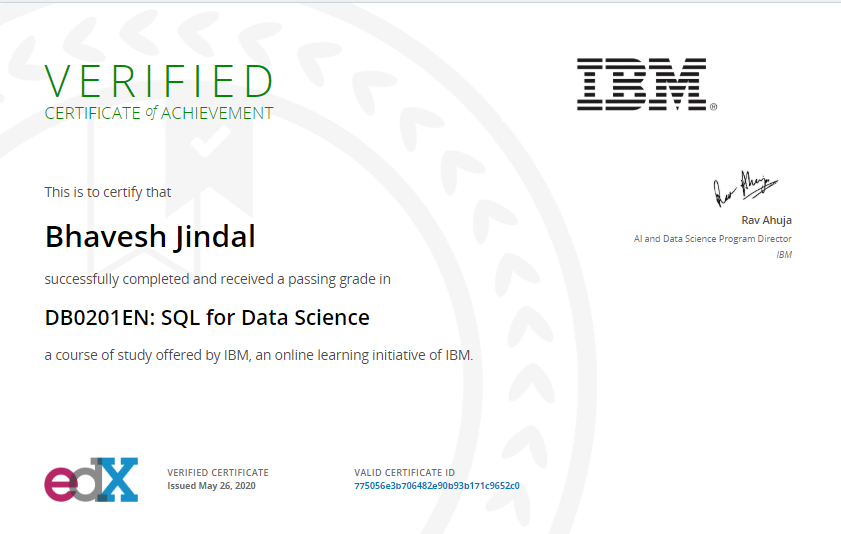 VERIFIED
CERTIFICATE of ACHIEVEMENT
IBM®
This is to certify that
Bhavesh Jindal
successfully completed and received a passing grade in
DB0201EN: SQL for Data Science
a course of study offered by IBM, an online learning initiative of IBM.
Rav Ahuja
Rav Ahuja
AI and Data Science Program Director
IBM
edX
VERIFIED CERTIFICATE
Issued May 26, 2020
VALID CERTIFICATE ID
775056e3b706482e90b93b171c9652c0